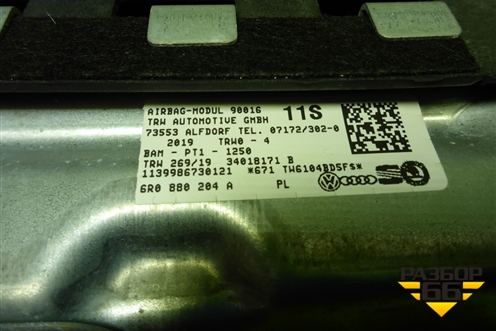 AIRBAG-MODUL 90016
11S
TRW AUTOMOTIVE GMBH
73553 ALFDORF TEL. 07172/302-0
2019 TRW0 - 4
BAM - PT1 - 1250
TRW 269/19 34018171 B
1139986730121 *671 TW6104BD5FS*
6R0 880 204 A PL
РАЗБОР
66